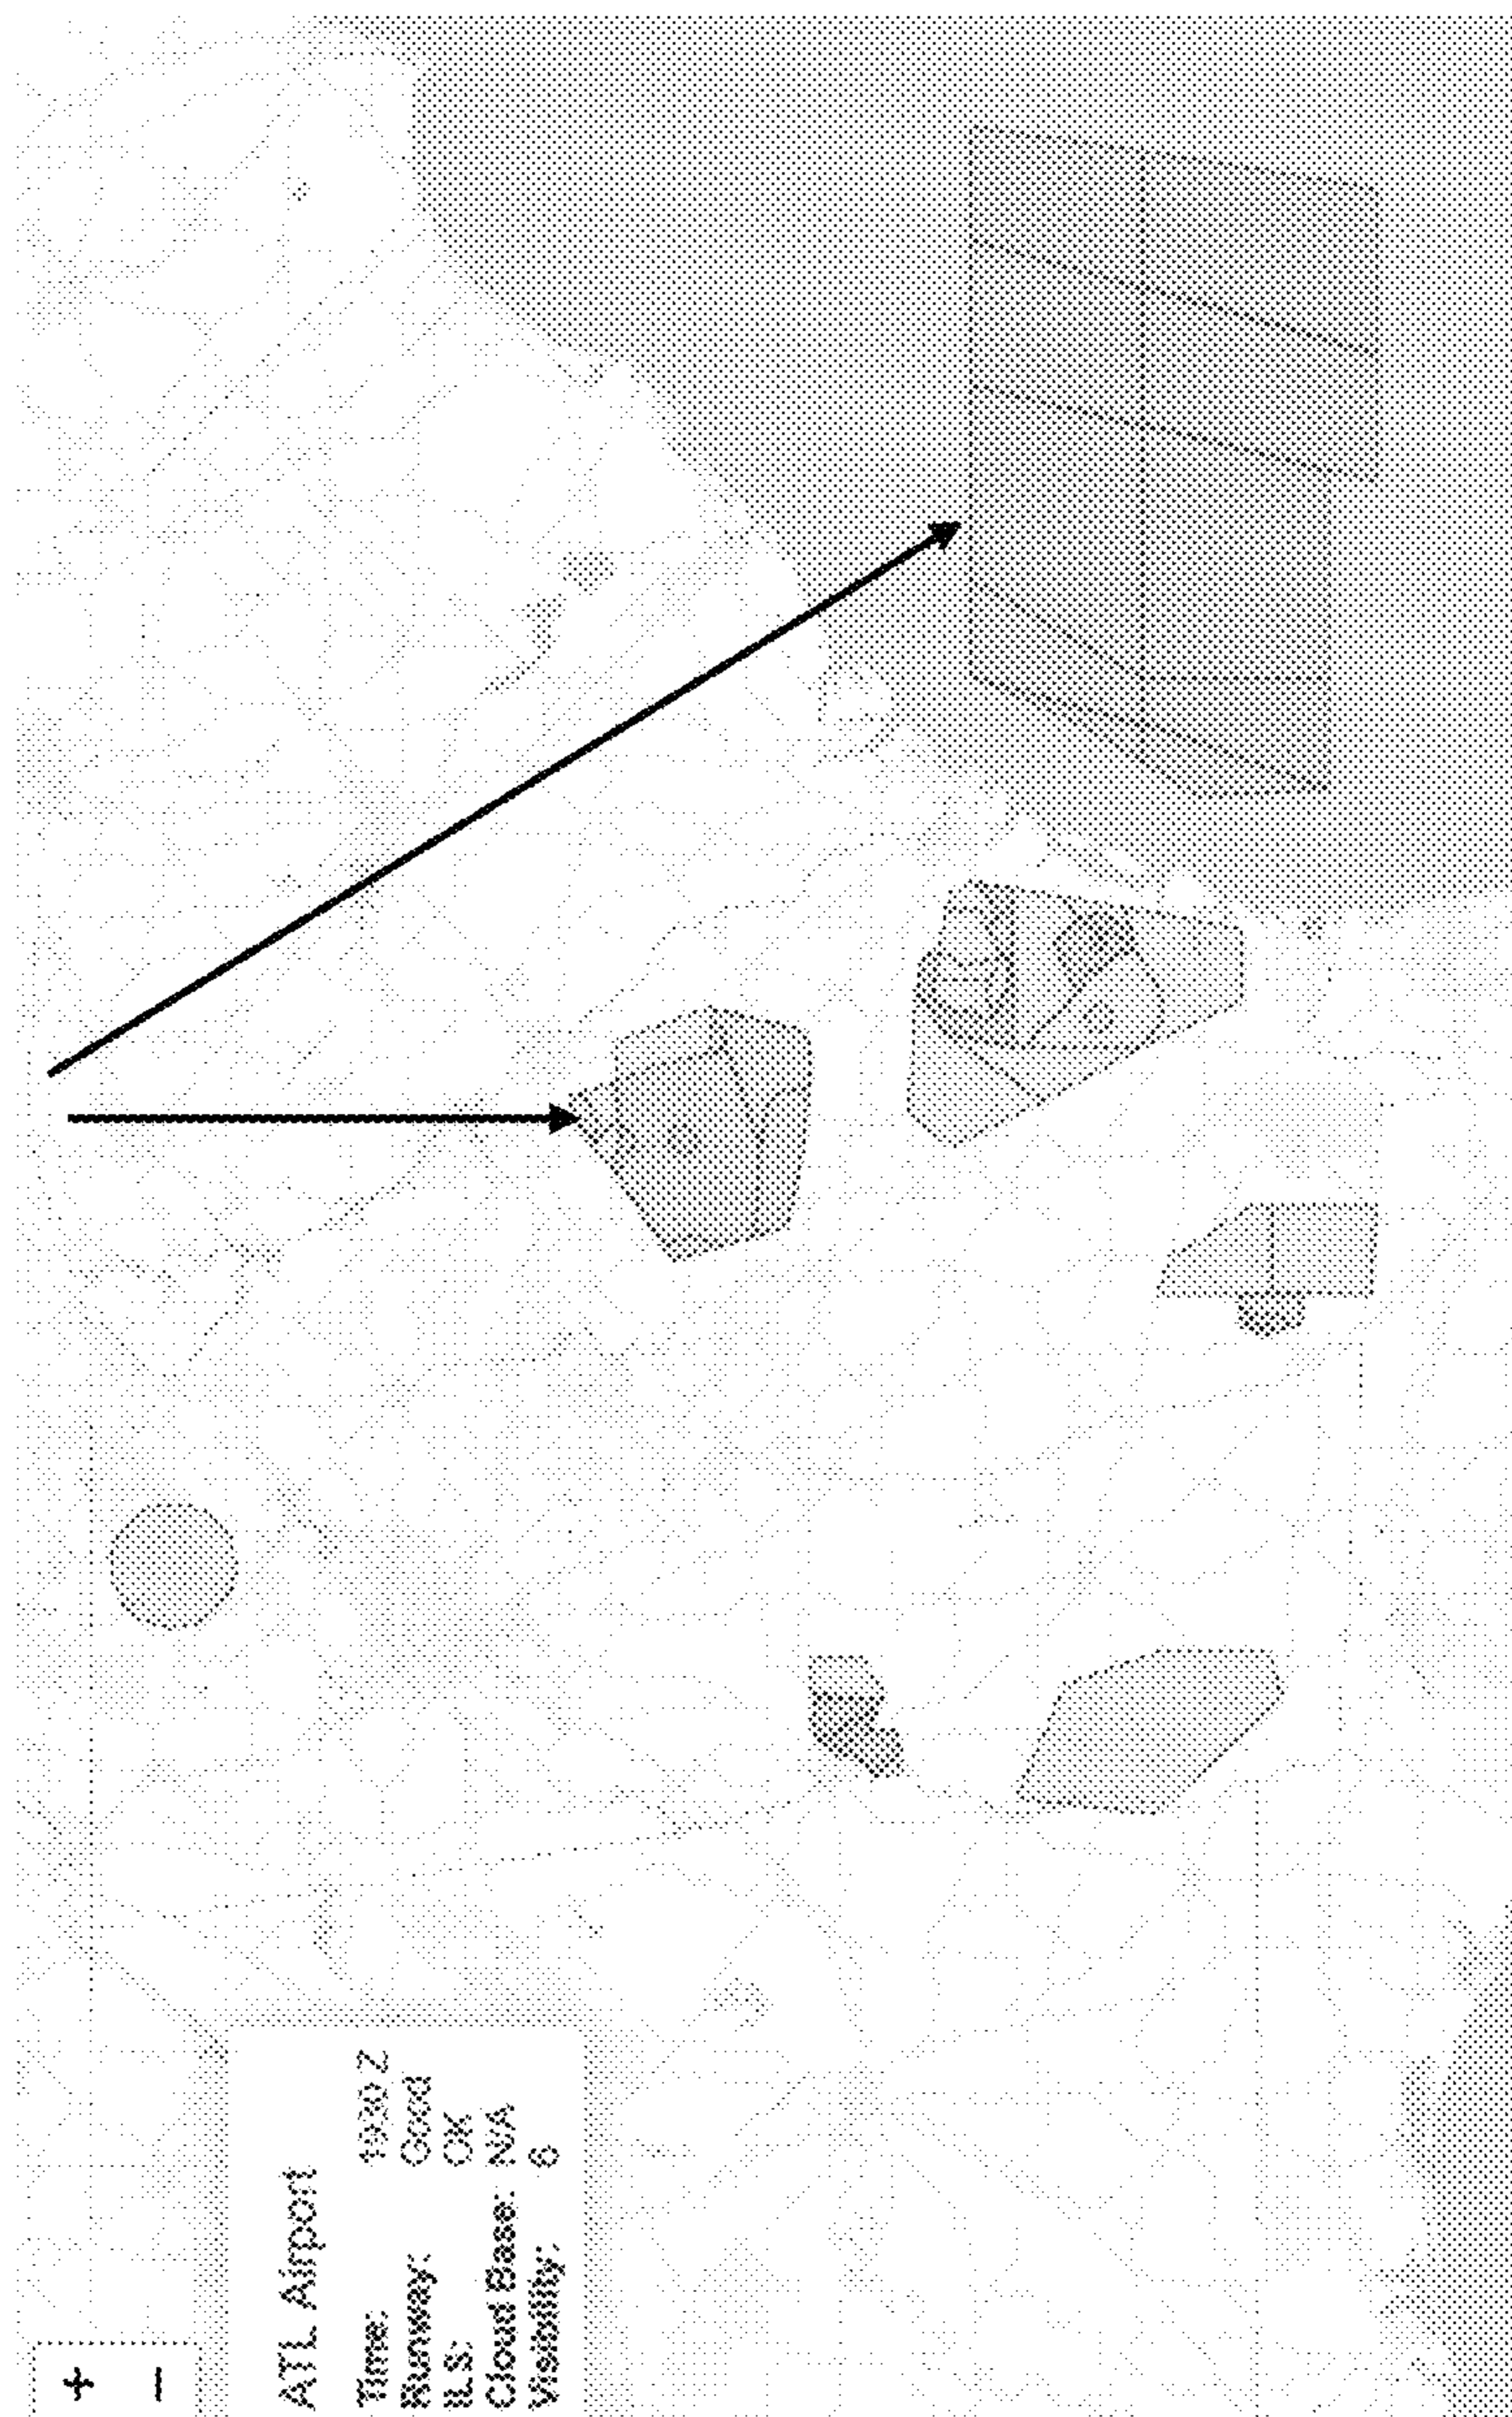 +
−
ATL Airport
Time: 1930 Z
Runway: Good
ILS: OK
Cloud Base: N/A
Visibility: 6